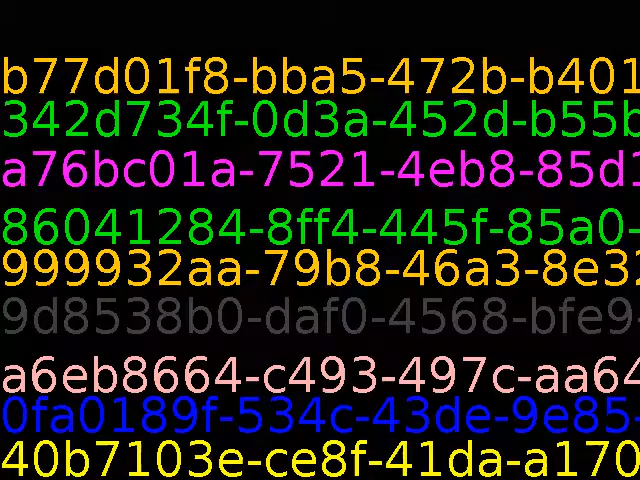 b77d01f8-bba5-472b-b401
342d734f-0d3a-452d-b55b
a76bc01a-7521-4eb8-85d1
86041284-8ff4-445f-85a0-
999932aa-79b8-46a3-8e32
9d8538b0-daf0-4568-bfe9-
a6eb8664-c493-497c-aa64
0fa0189f-534c-43de-9e85-
40b7103e-ce8f-41da-a170